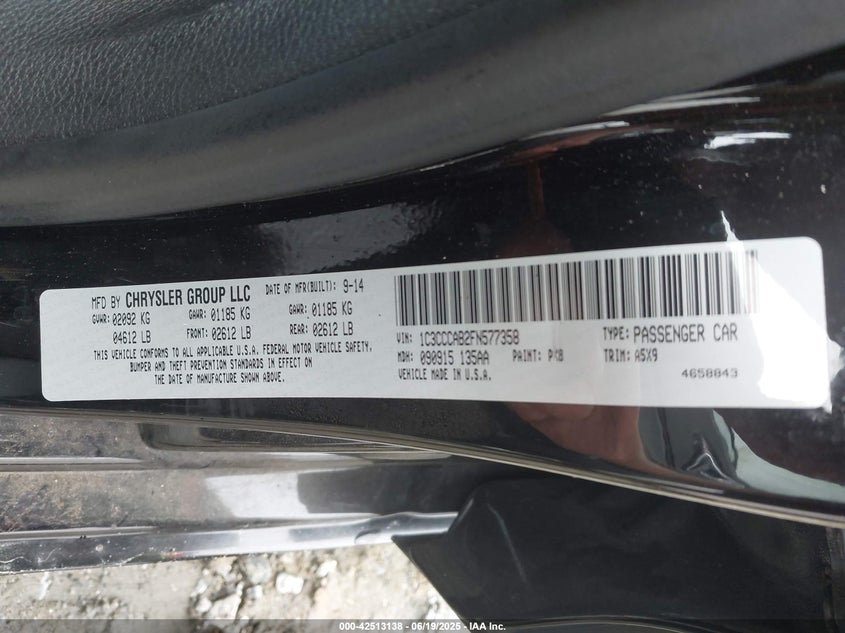 MFD BY CHRYSLER GROUP LLC DATE OF MFR(BUILT): 9-14
GVWR: 02092 KG GAWR: 01185 KG GAWR: 01185 KG
04612 LB FRONT: 02612 LB REAR: 02612 LB
THIS VEHICLE CONFORMS TO ALL APPLICABLE U.S.A. FEDERAL MOTOR VEHICLE SAFETY,
BUMPER AND THEFT PREVENTION STANDARDS IN EFFECT ON
THE DATE OF MANUFACTURE SHOWN ABOVE.
VIN: 1C3CCCAB2FN577358 TYPE: PASSENGER CAR
MDH: 090915 135AA PAINT: PX8 TRIM: A5X9
VEHICLE MADE IN U.S.A. 4658843
000-42513138 - 06/19/2025 - IAA Inc.